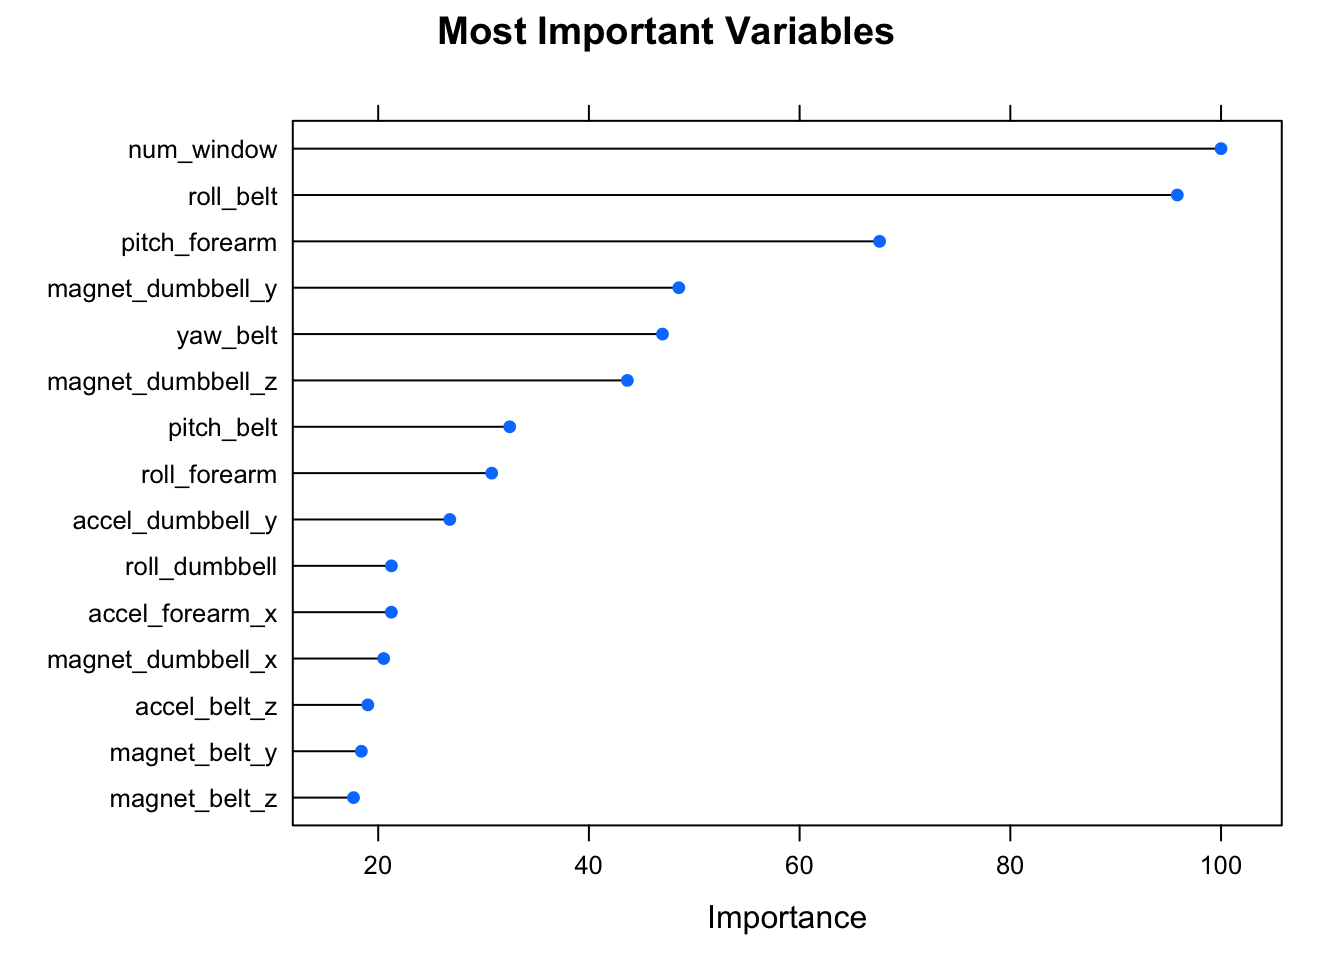 Most Important Variables
num_window
roll_belt
pitch_forearm
magnet_dumbbell_y
yaw_belt
magnet_dumbbell_z
pitch_belt
roll_forearm
accel_dumbbell_y
roll_dumbbell
accel_forearm_x
magnet_dumbbell_x
accel_belt_z
magnet_belt_y
magnet_belt_z
20 40 60 80 100
Importance